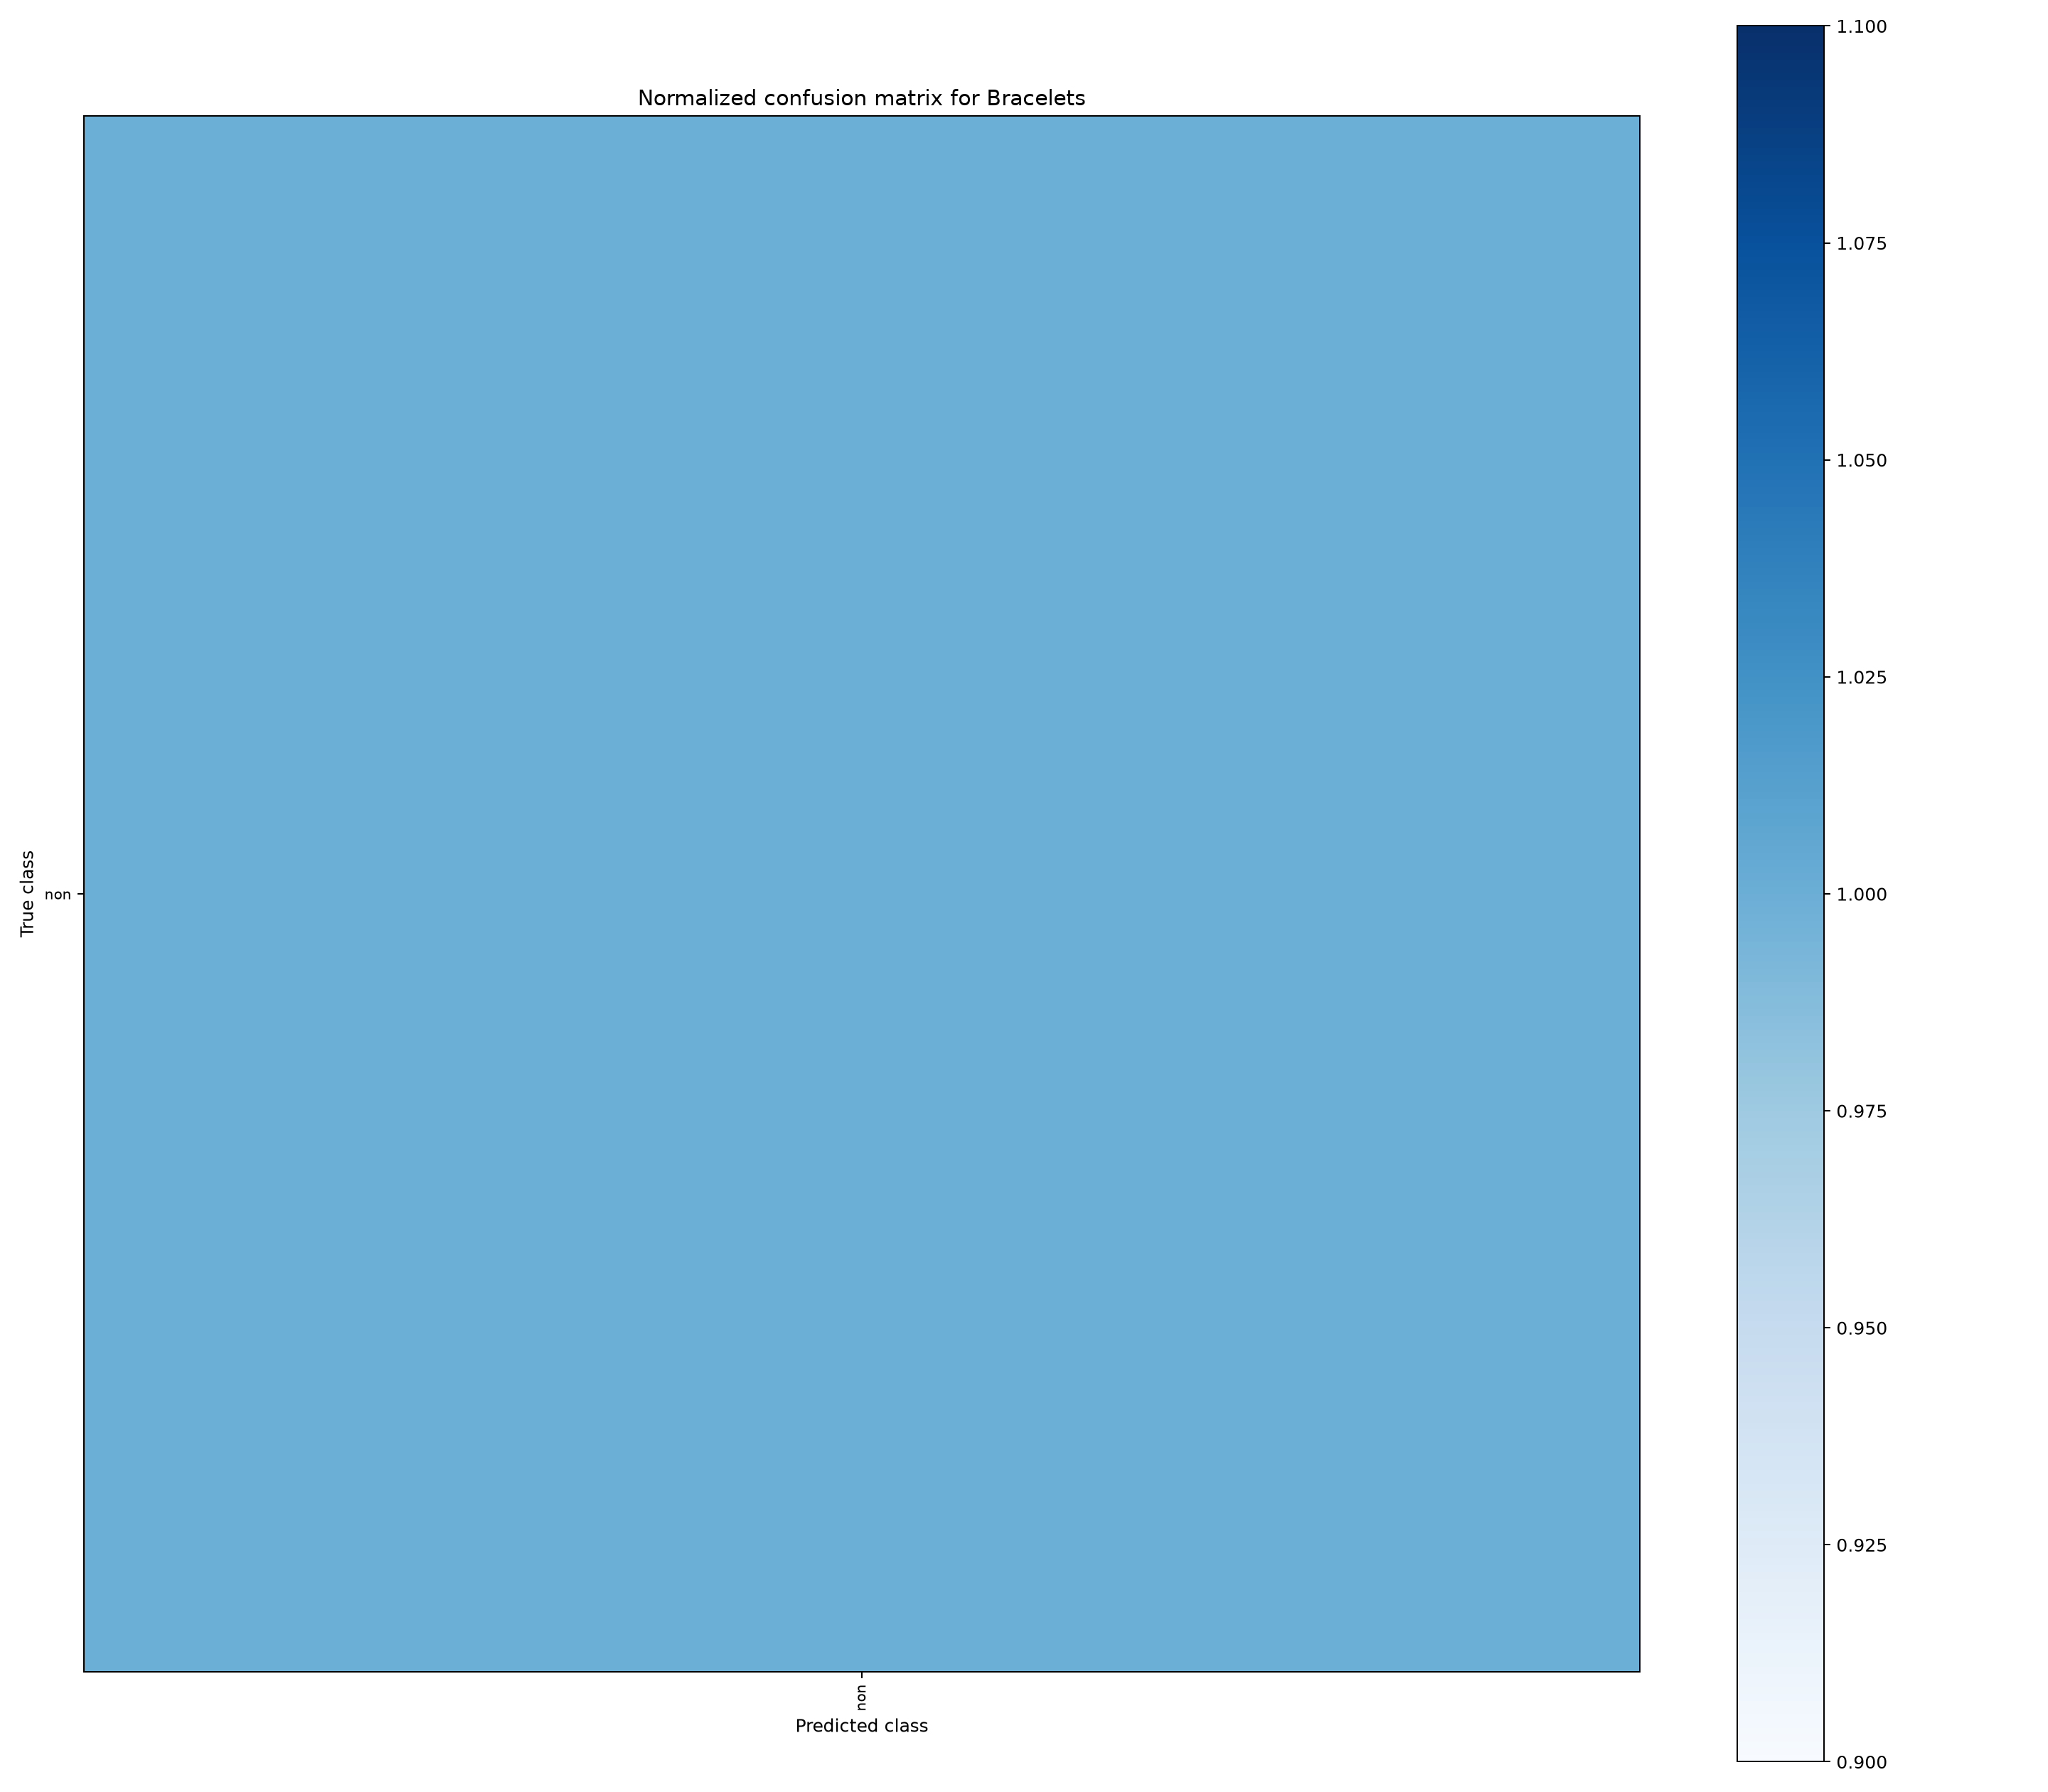 Normalized confusion matrix for Bracelets
True class
non
non
Predicted class
1.100
1.075
1.050
1.025
1.000
0.975
0.950
0.925
0.900